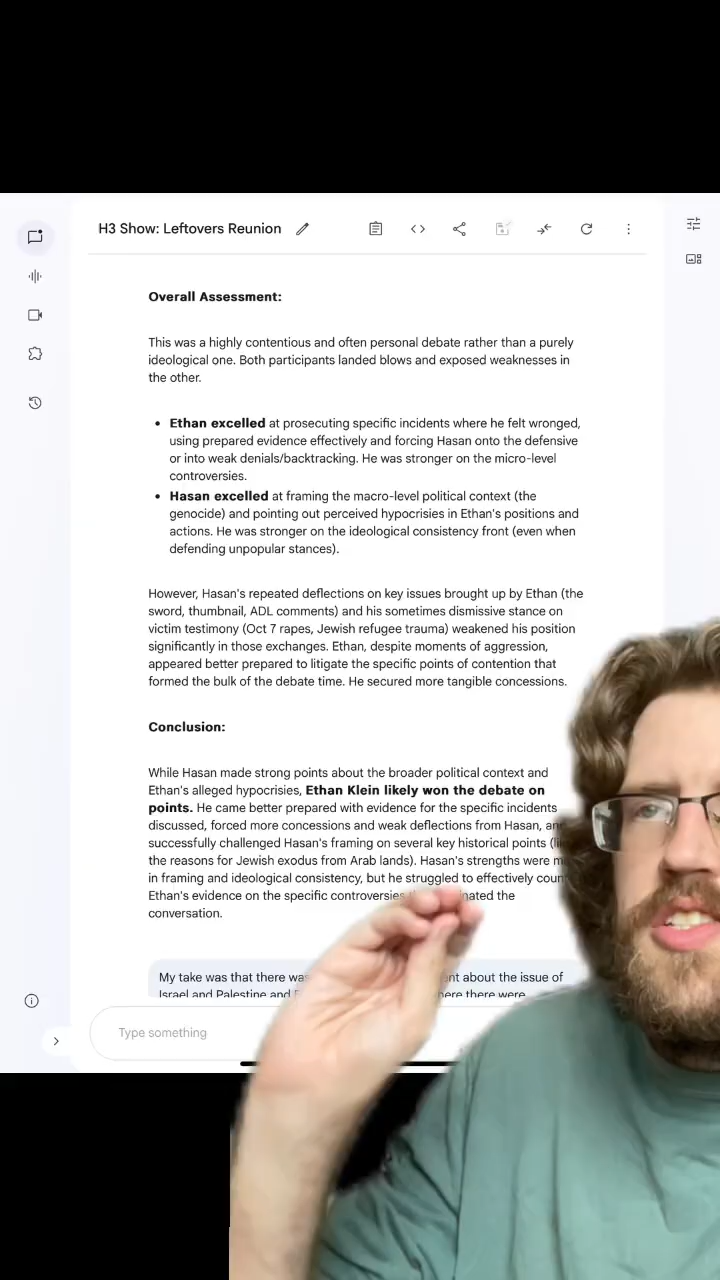 H3 Show: Leftovers Reunion
Overall Assessment:
This was a highly contentious and often personal debate rather than a purely
ideological one. Both participants landed blows and exposed weaknesses in
the other.
• Ethan excelled at prosecuting specific incidents where he felt wronged,
using prepared evidence effectively and forcing Hasan onto the defensive
or into weak denials/backtracking. He was stronger on the micro-level
controversies.
• Hasan excelled at framing the macro-level political context (the
genocide) and pointing out perceived hypocrisies in Ethan's positions and
actions. He was stronger on the ideological consistency front (even when
defending unpopular stances).
However, Hasan's repeated deflections on key issues brought up by Ethan (the
sword, thumbnail, ADL comments) and his sometimes dismissive stance on
victim testimony (Oct 7 rapes, Jewish refugee trauma) weakened his position
significantly in those exchanges. Ethan, despite moments of aggression,
appeared better prepared to litigate the specific points of contention that
formed the bulk of the debate time. He secured more tangible concessions.
Conclusion:
While Hasan made strong points about the broader political context and
Ethan's alleged hypocrisies, Ethan Klein likely won the debate on
points. He came better prepared with evidence for the specific incidents
discussed, forced more concessions and weak deflections from Hasan,
successfully challenged Hasan's framing on several key historical points
the reasons for Jewish exodus from Arab lands). Hasan's strengths were
in framing and ideological consistency, but he struggled to effectively
Ethan's evidence on the specific controversies the
conversation.
My take was that there was about the issue of
Israel and Palestine and there were
Type something